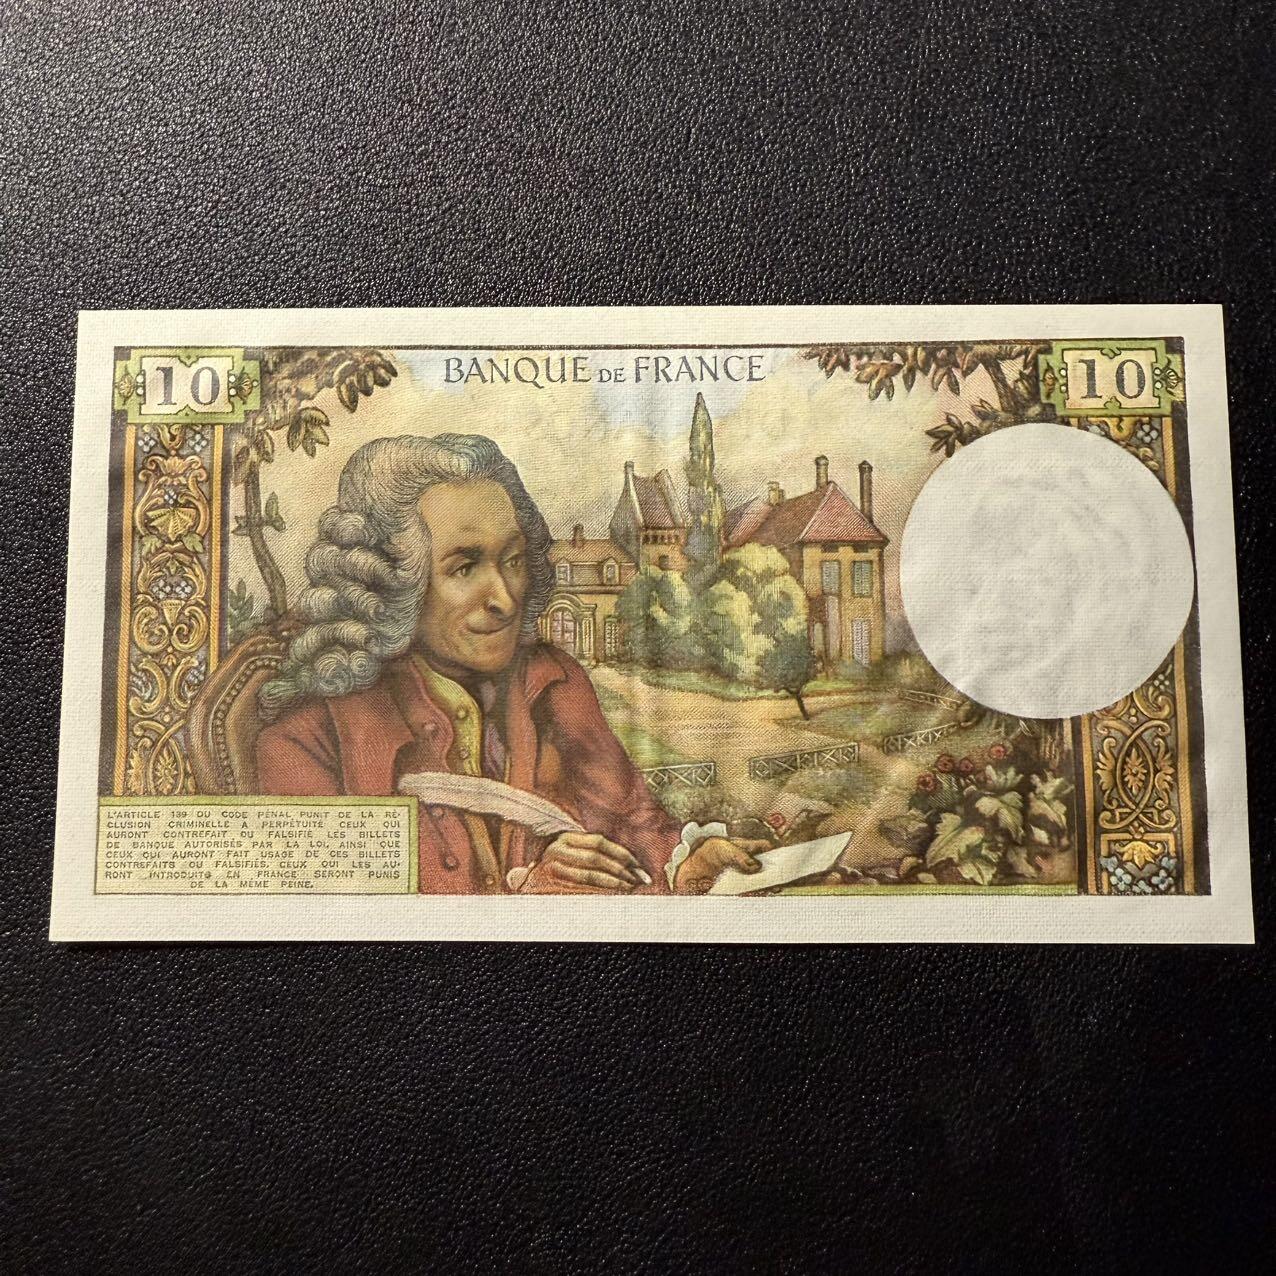 10 BANQUE DE FRANCE 10
L'ARTICLE 139 DU CODE PÉNAL PUNIT DE LA RÉ-
CLUSION CRIMINELLE A PERPÉTUITÉ CEUX QUI
AURONT CONTREFAIT OU FALSIFIÉ LES BILLETS
DE BANQUE AUTORISÉS PAR LA LOI, AINSI QUE
CEUX QUI AURONT FAIT USAGE DE CES BILLETS
CONTREFAITS OU FALSIFIÉS. CEUX QUI LES AU-
RONT INTRODUITS EN FRANCE SERONT PUNIS
DE LA MÊME PEINE.